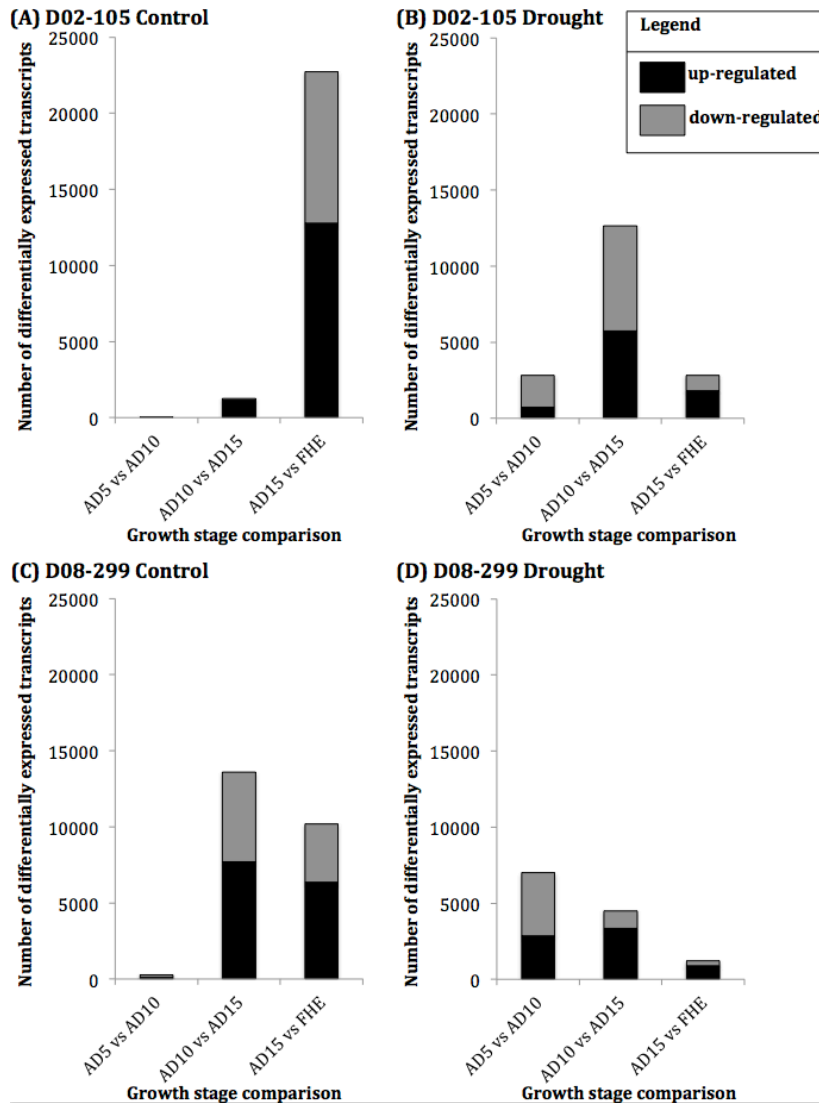 (A) D02-105 Control
Number of differentially expressed transcripts
25000
20000
15000
10000
5000
0
AD5 vs AD10
AD10 vs AD15
AD15 vs FHE
Growth stage comparison
(B) D02-105 Drought
Number of differentially expressed transcripts
25000
20000
15000
10000
5000
0
AD5 vs AD10
AD10 vs AD15
AD15 vs FHE
Growth stage comparison
Legend
up-regulated
down-regulated
(C) D08-299 Control
Number of differentially expressed transcripts
25000
20000
15000
10000
5000
0
AD5 vs AD10
AD10 vs AD15
AD15 vs FHE
Growth stage comparison
(D) D08-299 Drought
Number of differentially expressed transcripts
25000
20000
15000
10000
5000
0
AD5 vs AD10
AD10 vs AD15
AD15 vs FHE
Growth stage comparison